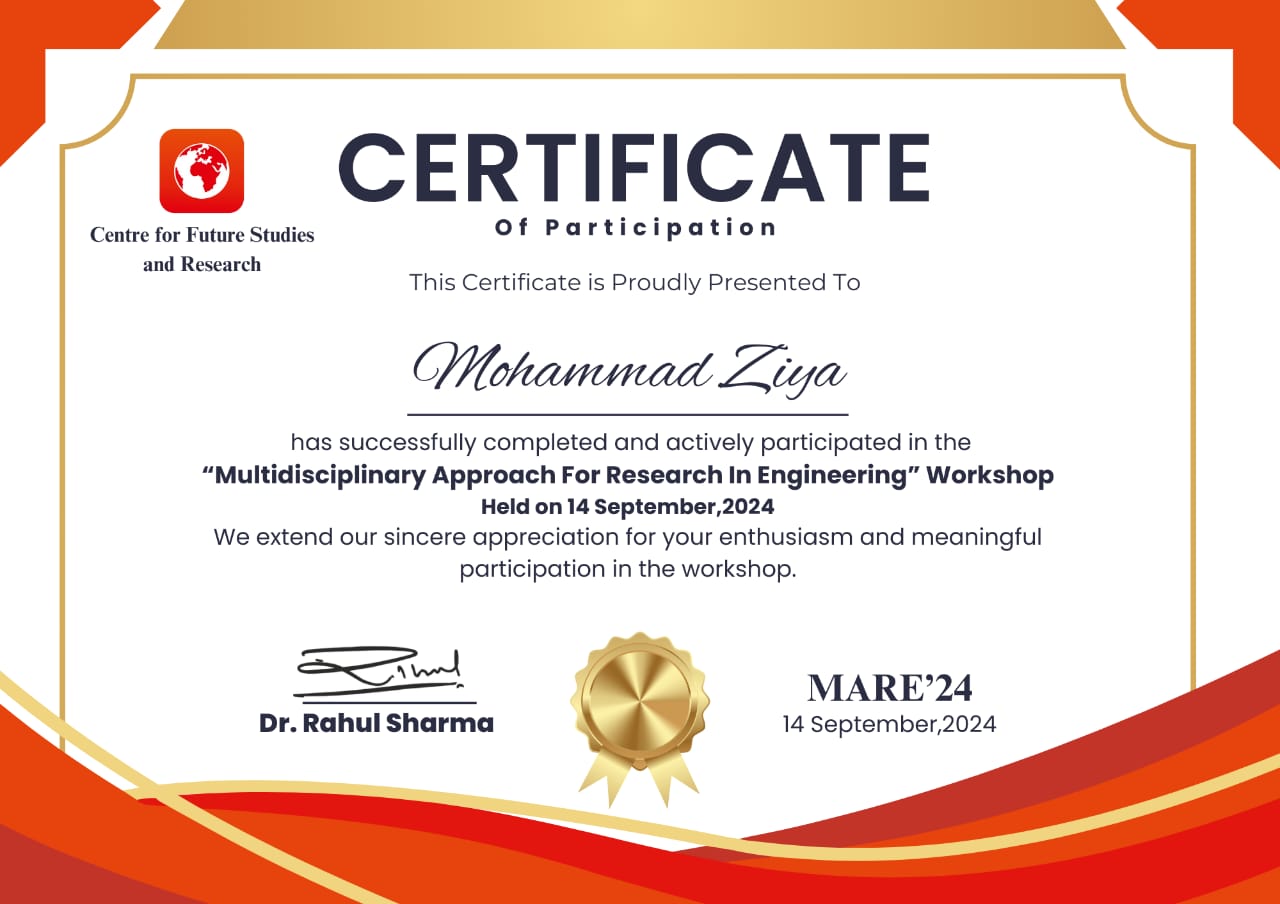 CERTIFICATE
Of Participation
Centre for Future Studies
and Research
This Certificate is Proudly Presented To
Mohammad Ziya
has successfully completed and actively participated in the
“Multidisciplinary Approach For Research In Engineering” Workshop
Held on 14 September,2024
We extend our sincere appreciation for your enthusiasm and meaningful
participation in the workshop.
Rahul
Dr. Rahul Sharma
MARE’24
14 September,2024